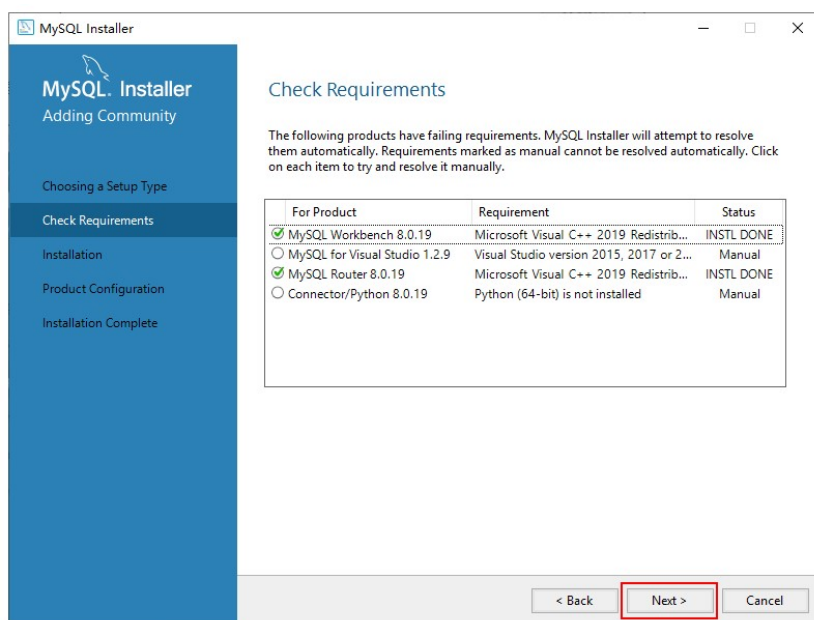 MySQL Installer
MySQL. Installer
Adding Community
Choosing a Setup Type
Check Requirements
Installation
Product Configuration
Installation Complete
Check Requirements
The following products have failing requirements. MySQL Installer will attempt to resolve
them automatically. Requirements marked as manual cannot be resolved automatically. Click
on each item to try and resolve it manually.
For Product Requirement Status
MySQL Workbench 8.0.19 Microsoft Visual C++ 2019 Redistrib... INSTL DONE
MySQL for Visual Studio 1.2.9 Visual Studio version 2015, 2017 or 2... Manual
MySQL Router 8.0.19 Microsoft Visual C++ 2019 Redistrib... INSTL DONE
Connector/Python 8.0.19 Python (64-bit) is not installed Manual
< Back Next > Cancel